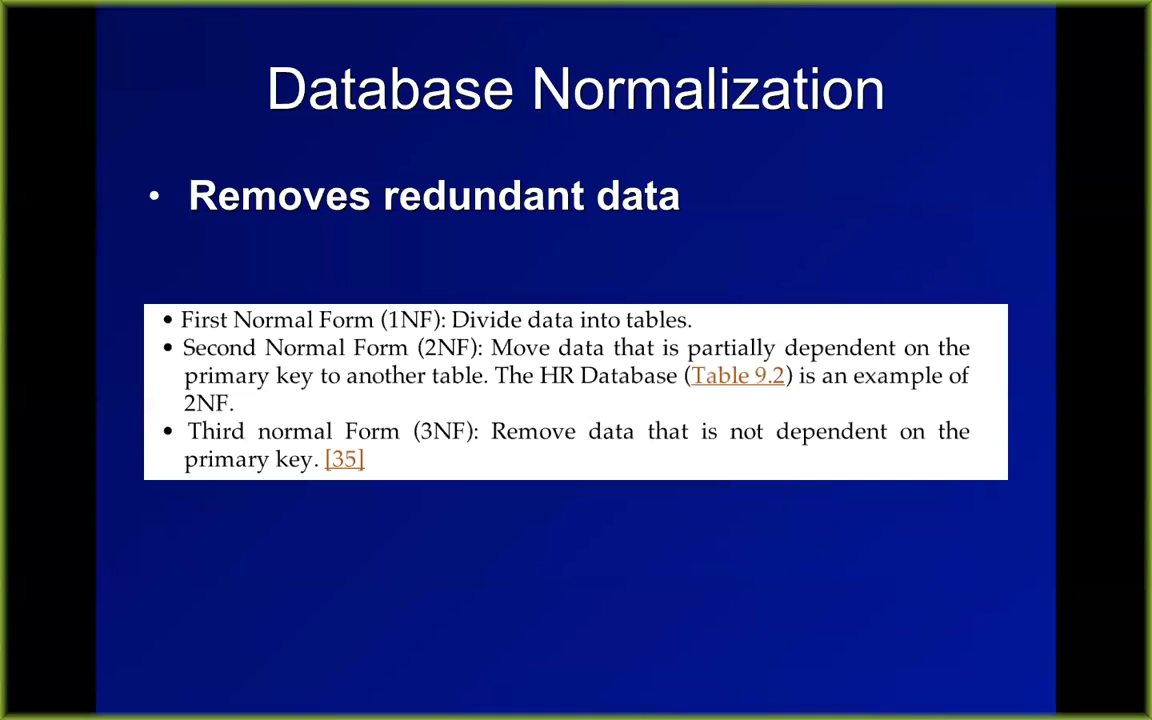 Database Normalization
• Removes redundant data
• First Normal Form (1NF): Divide data into tables.
• Second Normal Form (2NF): Move data that is partially dependent on the
primary key to another table. The HR Database (Table 9.2) is an example of
2NF.
• Third normal Form (3NF): Remove data that is not dependent on the
primary key. [35]